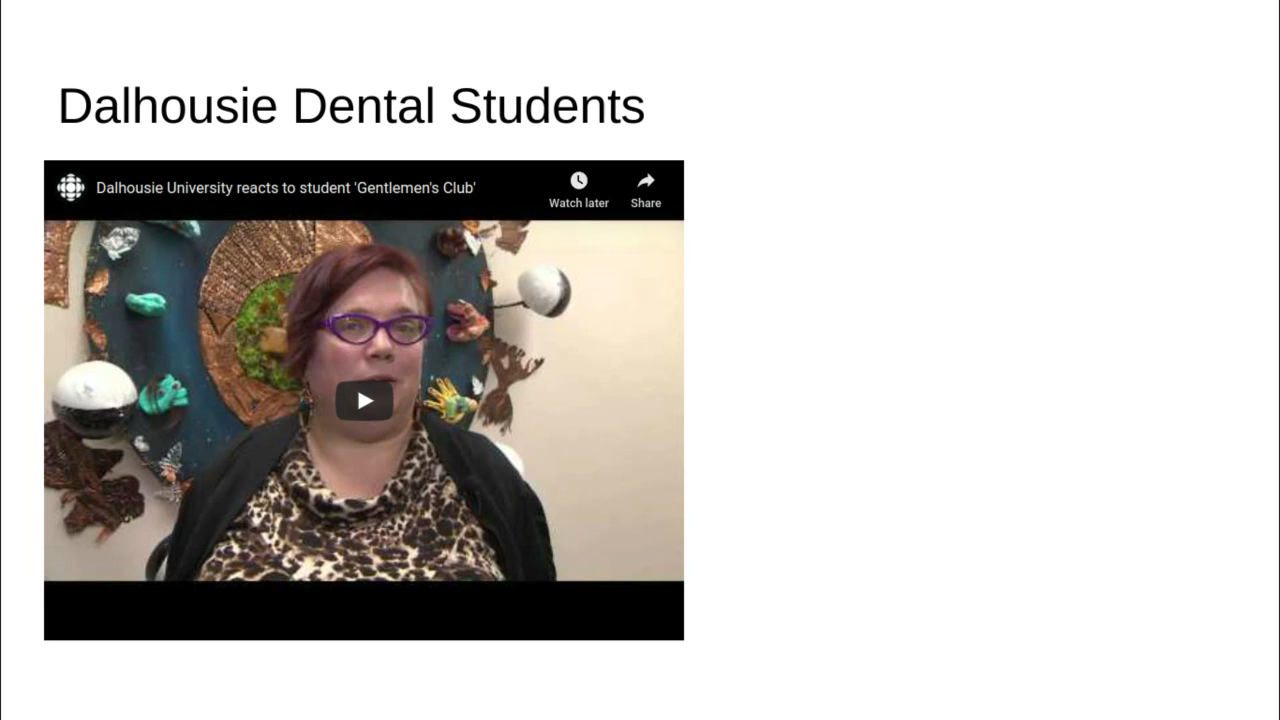 Dalhousie Dental Students
Dalhousie University reacts to student 'Gentlemen's Club'
Watch later
Share